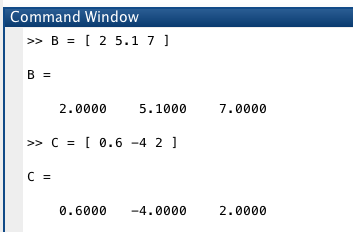 Command Window
>> B = [ 2 5.1 7 ]
B =
2.0000 5.1000 7.0000
>> C = [ 0.6 -4 2 ]
C =
0.6000 -4.0000 2.0000